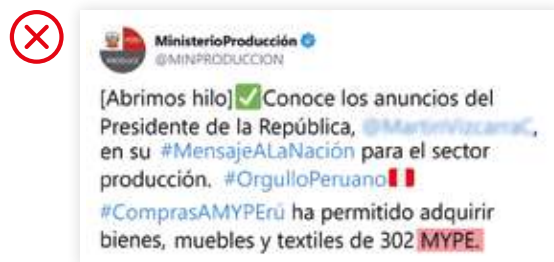 MinisterioProducción
@MINPRODUCCION
[Abrimos hilo]✅Conoce los anuncios del
Presidente de la República, 
en su #MensajeALaNación para el sector
producción. #OrgulloPeruano🇵🇪
#ComprasAMYPErú ha permitido adquirir
bienes, muebles y textiles de 302 MYPE.